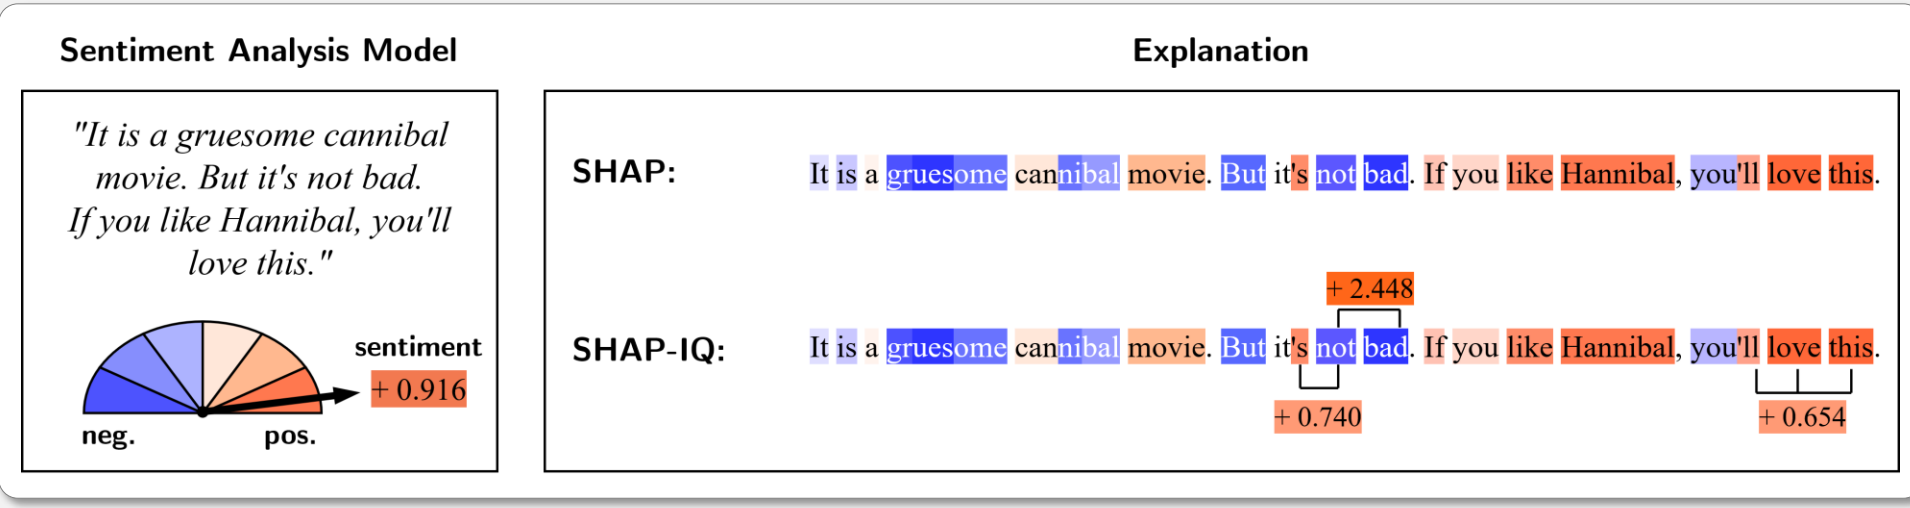 Sentiment Analysis Model
"It is a gruesome cannibal
movie. But it's not bad.
If you like Hannibal, you'll
love this."
sentiment
+ 0.916
neg.
pos.
Explanation
SHAP:
It is a gruesome cannibal movie. But it's not bad. If you like Hannibal, you'll love this.
+ 2.448
SHAP-IQ:
It is a gruesome cannibal movie. But it's not bad. If you like Hannibal, you'll love this.
+ 0.740
+ 0.654